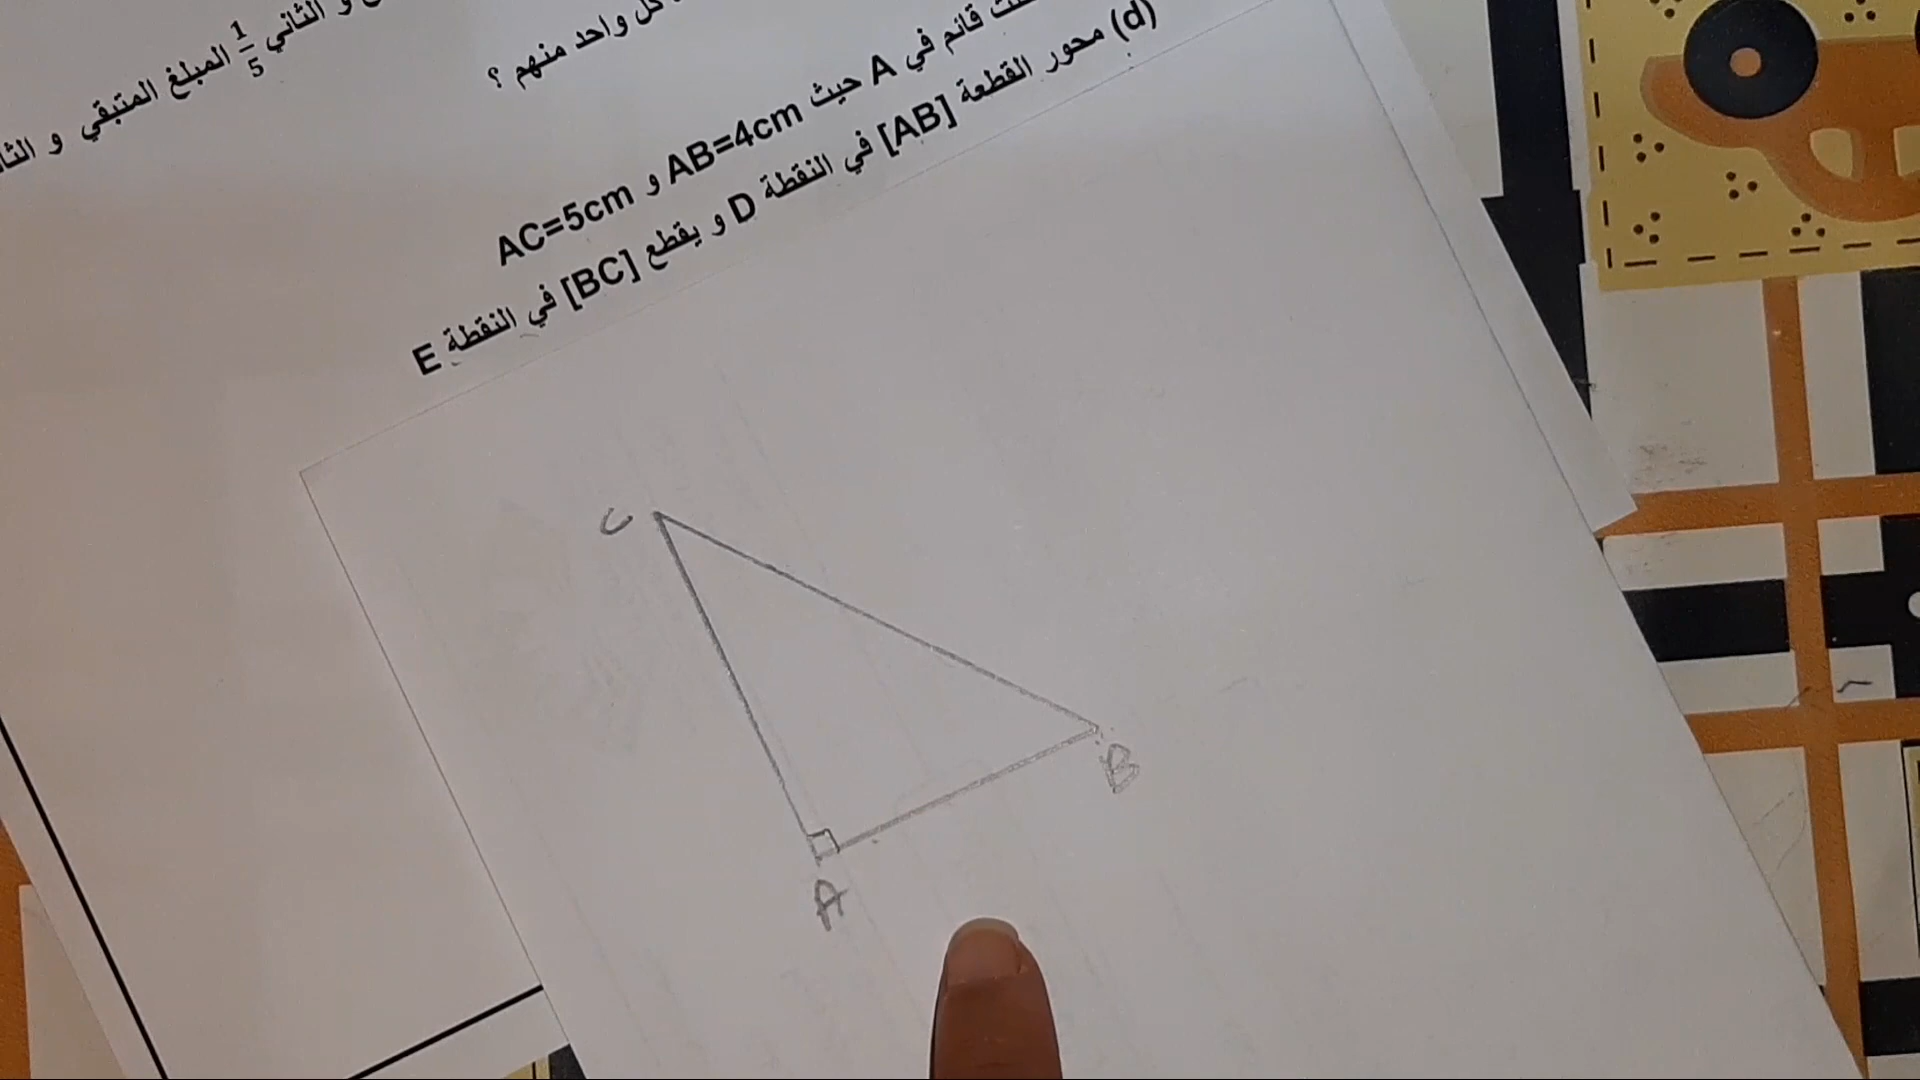 و الثاني 1/5 المبلغ المتبقي و
كل واحد منهم ؟
قائم في A حيث AB=4cm و AC=5cm
(d) محور القطعة [AB] في النقطة D و يقطع [BC] في النقطة E
C
B
A